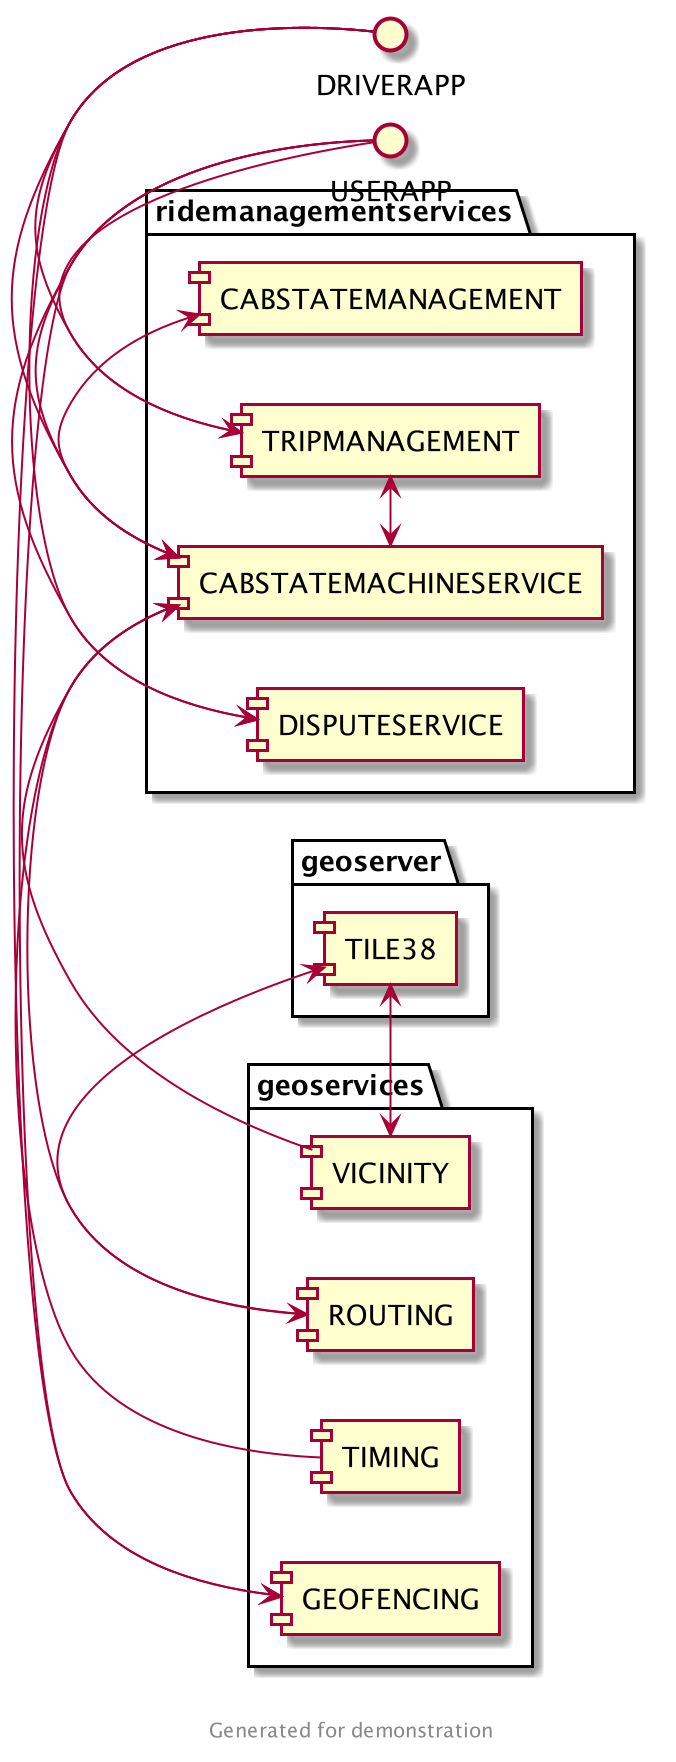 DRIVERAPP
USERAPP
ridemanagementservices
CABSTATEMANAGEMENT
TRIPMANAGEMENT
CABSTATEMACHINESERVICE
DISPUTESERVICE
geoserver
TILE38
geoservices
VICINITY
ROUTING
TIMING
GEOFENCING
Generated for demonstration